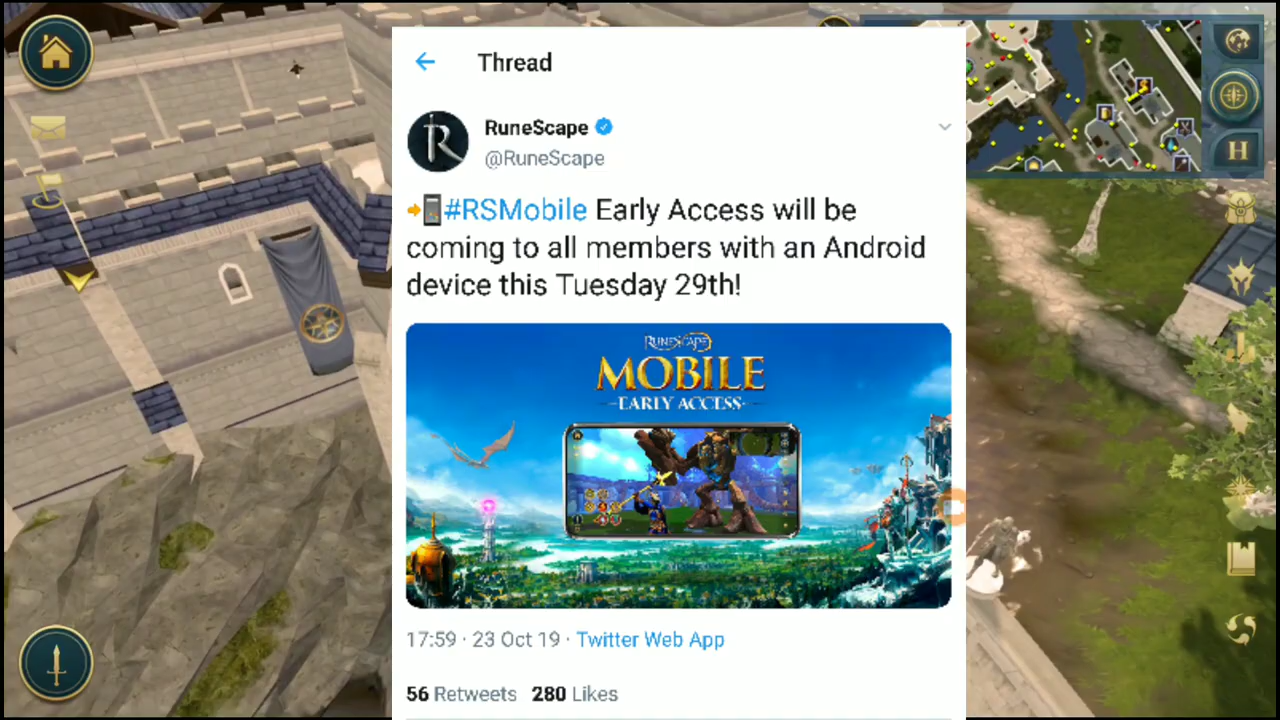 Thread
RuneScape
@RuneScape
#RSMobile Early Access will be
coming to all members with an Android
device this Tuesday 29th!
RUNESCAPE
MOBILE
-EARLY ACCESS-
17:59 · 23 Oct 19 · Twitter Web App
56 Retweets 280 Likes
H